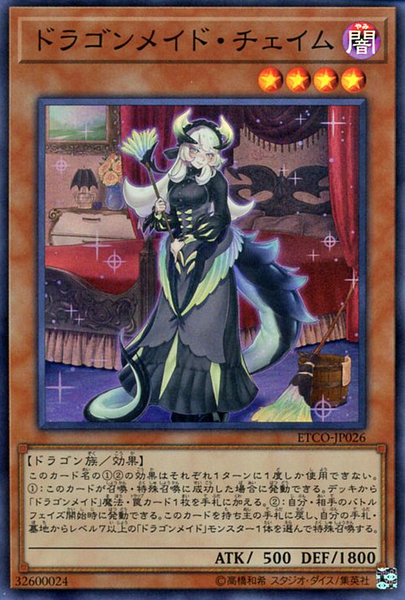 ドラゴンメイド・チェイム
闇
ETCO-JP026
【ドラゴン族／効果】
このカード名の①②の効果はそれぞれ１ターンに１度しか使用できない。
①：このカードが召喚・特殊召喚に成功した場合に発動できる。デッキから
「ドラゴンメイド」魔法・罠カード１枚を手札に加える。②：自分・相手のバトル
フェイズ開始時に発動できる。このカードを持ち主の手札に戻し、自分の手札・
墓地からレベル７以上の「ドラゴンメイド」モンスター１体を選んで特殊召喚する。
ATK/ 500 DEF/1800
32600024 ©高橋和希 スタジオ・ダイス/集英社